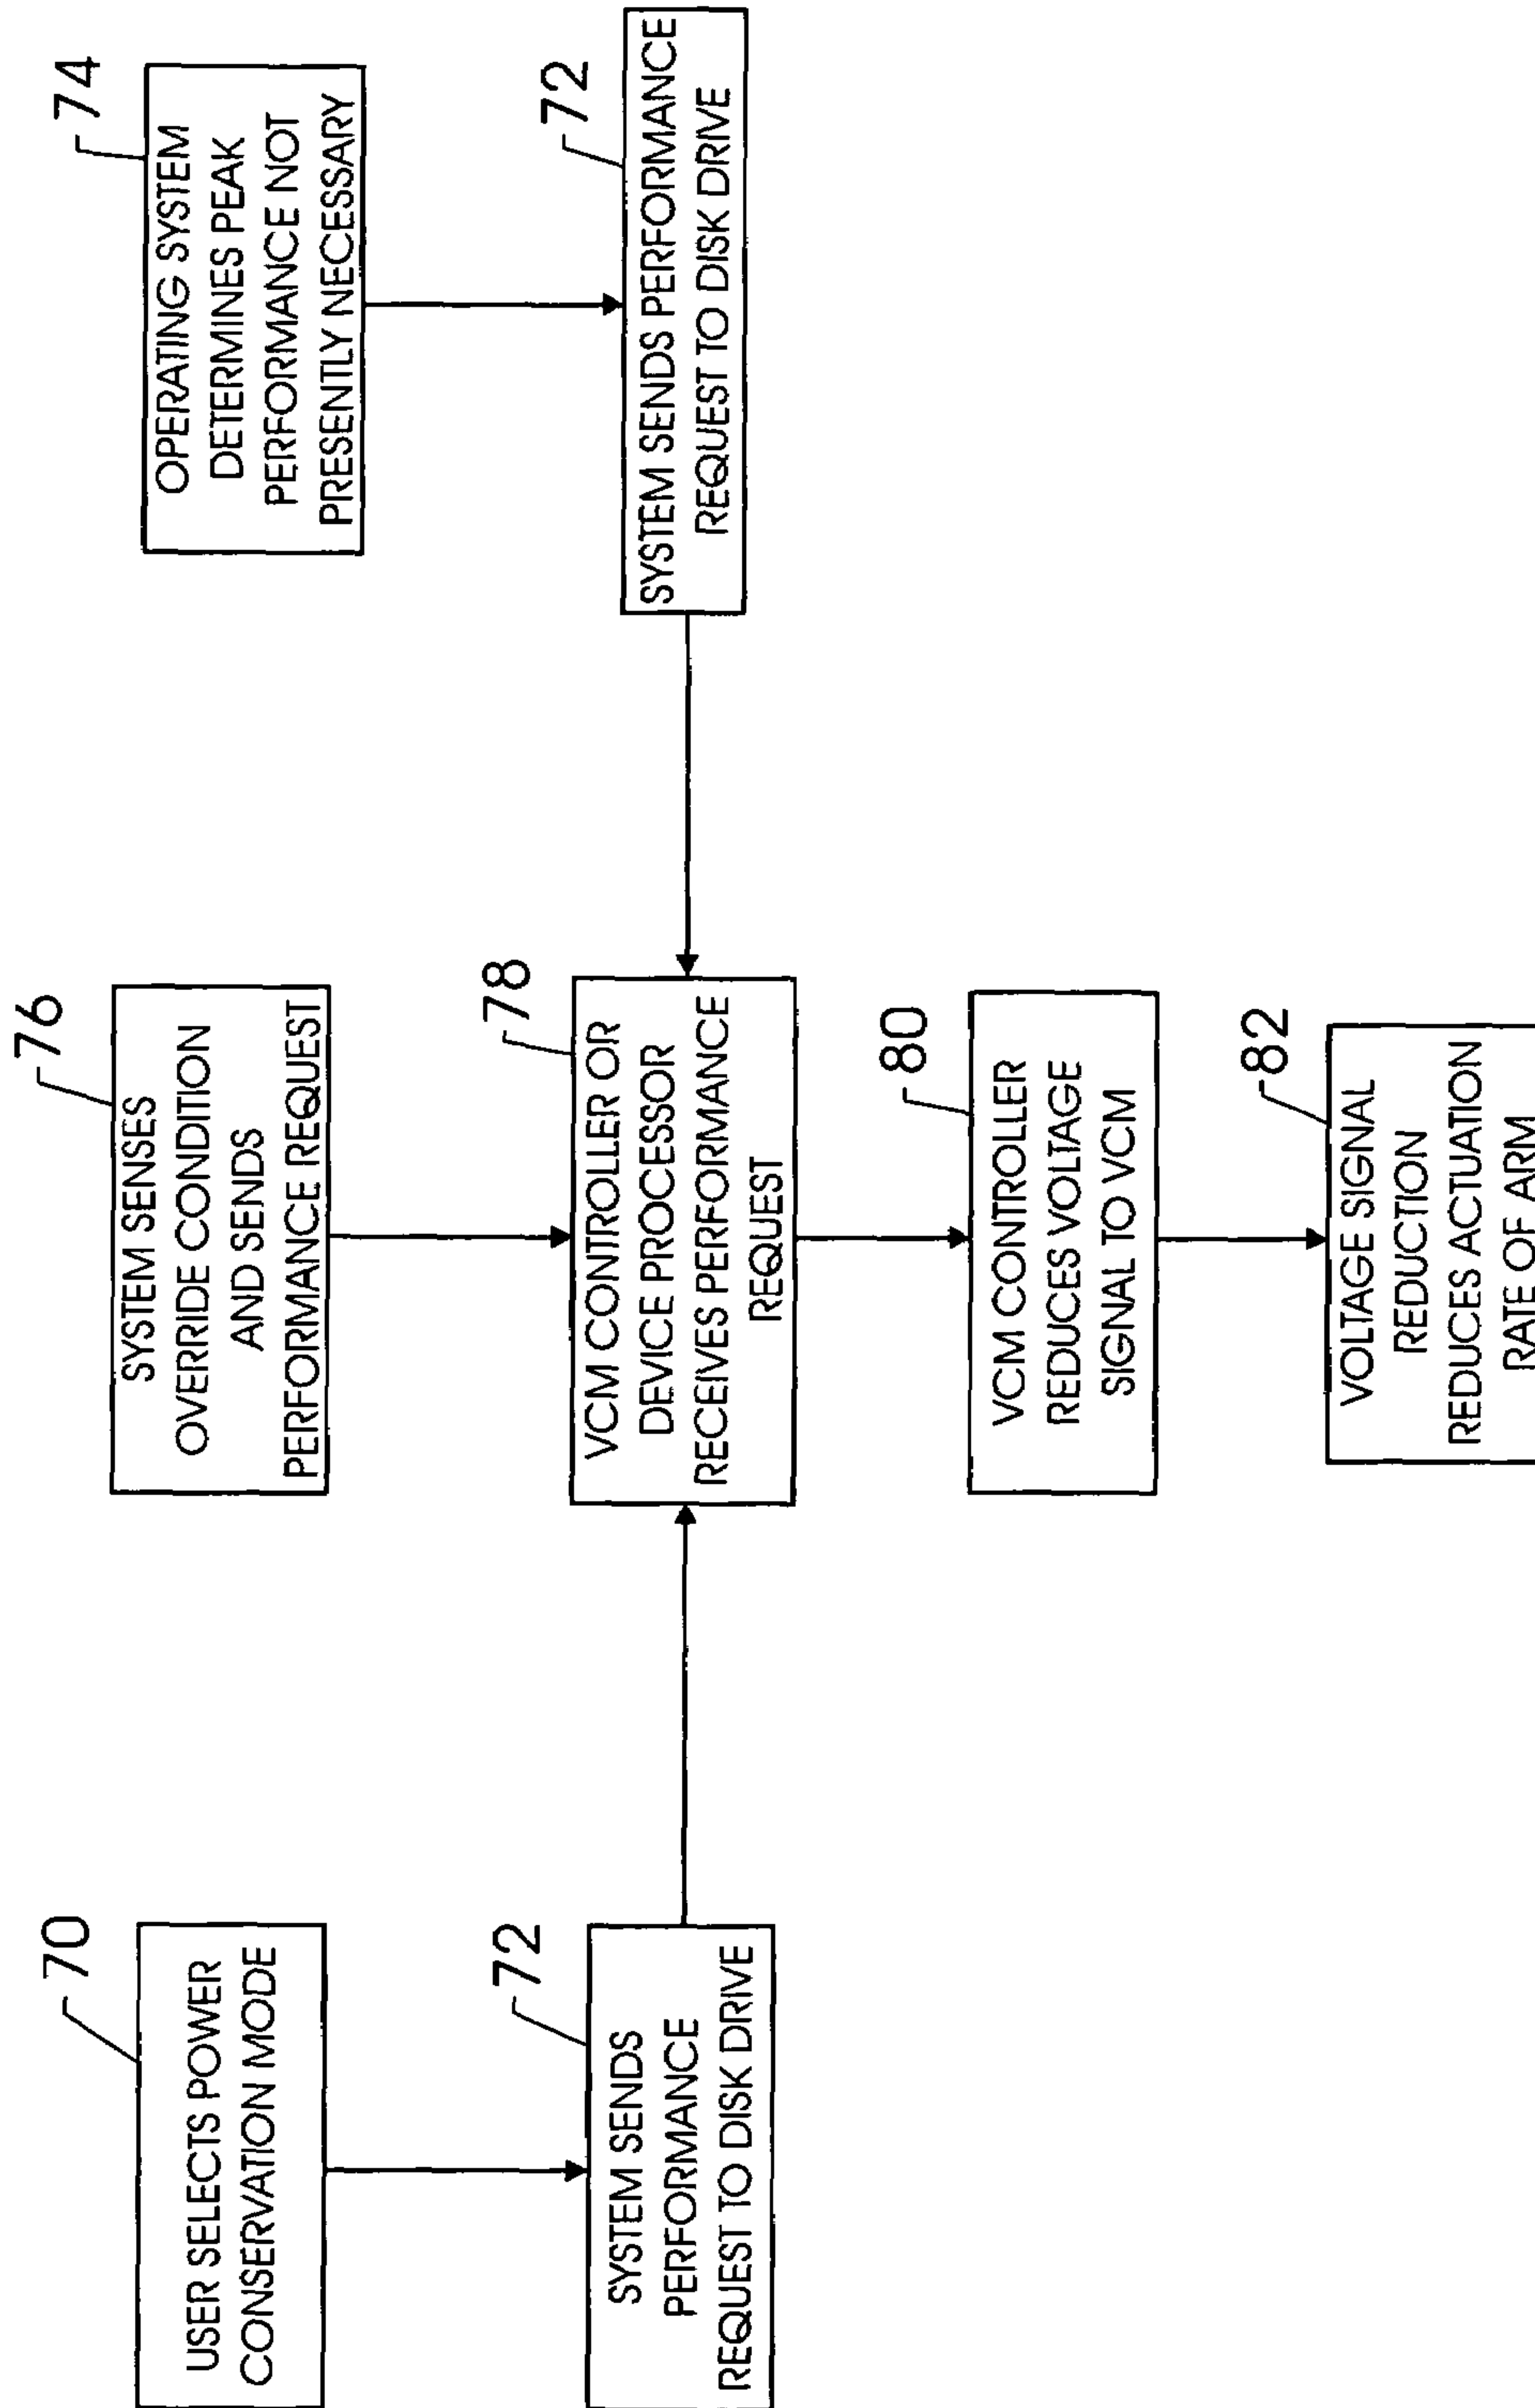 70
USER SELECTS POWER
CONSERVATION MODE
72
SYSTEM SENDS
PERFORMANCE
REQUEST TO DISK DRIVE
76
SYSTEM SENSES
OVERRIDE CONDITION
AND SENDS
PERFORMANCE REQUEST
78
VCM CONTROLLER OR
DEVICE PROCESSOR
RECEIVES PERFORMANCE
REQUEST
80
VCM CONTROLLER
REDUCES VOLTAGE
SIGNAL TO VCM
82
VOLTAGE SIGNAL
REDUCTION
REDUCES ACTUATION
RATE OF ARM
74
OPERATING SYSTEM
DETERMINES PEAK
PERFORMANCE NOT
PRESENTLY NECESSARY
72
SYSTEM SENDS PERFORMANCE
REQUEST TO DISK DRIVE